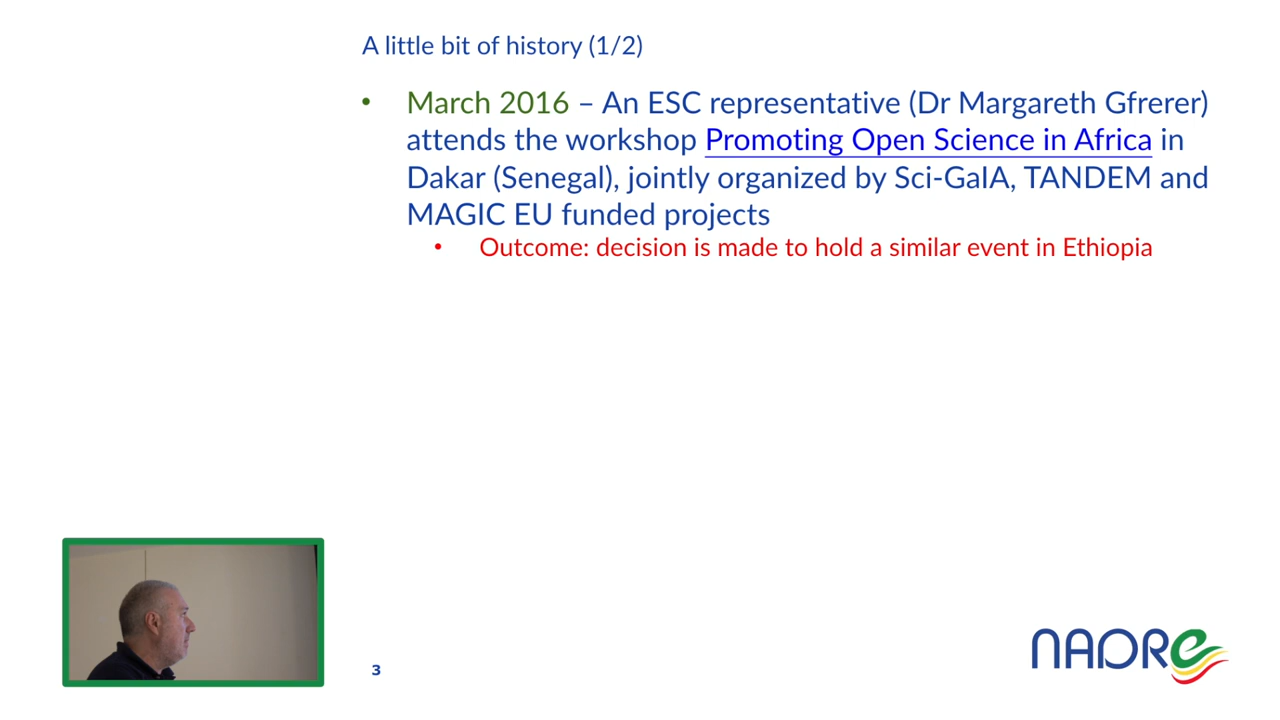 A little bit of history (1/2)
• March 2016 – An ESC representative (Dr Margareth Gfrerer)
attends the workshop Promoting Open Science in Africa in
Dakar (Senegal), jointly organized by Sci-GaIA, TANDEM and
MAGIC EU funded projects
• Outcome: decision is made to hold a similar event in Ethiopia
3
NADRe